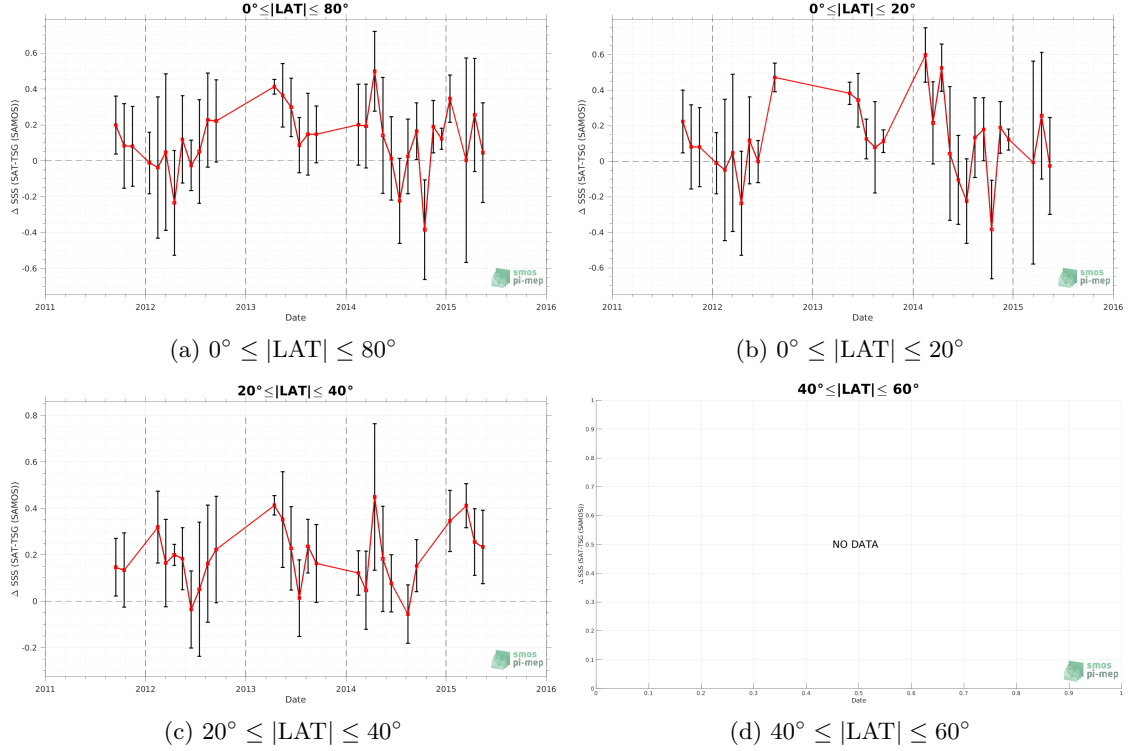 0°≤|LAT|≤ 80°
Δ SSS (SAT-TSG (SAMOS))
0.6
0.4
0.2
0
-0.2
-0.4
-0.6
2011 2012 2013 2014 2015 2016
Date
smos
pi-mep
(a) 0° ≤ |LAT| ≤ 80°
0°≤|LAT|≤ 20°
Δ SSS (SAT-TSG (SAMOS))
0.6
0.4
0.2
0
-0.2
-0.4
-0.6
2011 2012 2013 2014 2015 2016
Date
smos
pi-mep
(b) 0° ≤ |LAT| ≤ 20°
20°≤|LAT|≤ 40°
Δ SSS (SAT-TSG (SAMOS))
0.8
0.6
0.4
0.2
0
-0.2
2011 2012 2013 2014 2015 2016
Date
smos
pi-mep
(c) 20° ≤ |LAT| ≤ 40°
40°≤|LAT|≤ 60°
Δ SSS (SAT-TSG (SAMOS))
1
0.9
0.8
0.7
0.6
0.5
0.4
0.3
0.2
0.1
0
NO DATA
0 0.1 0.2 0.3 0.4 0.5 0.6 0.7 0.8 0.9 1
Date
smos
pi-mep
(d) 40° ≤ |LAT| ≤ 60°